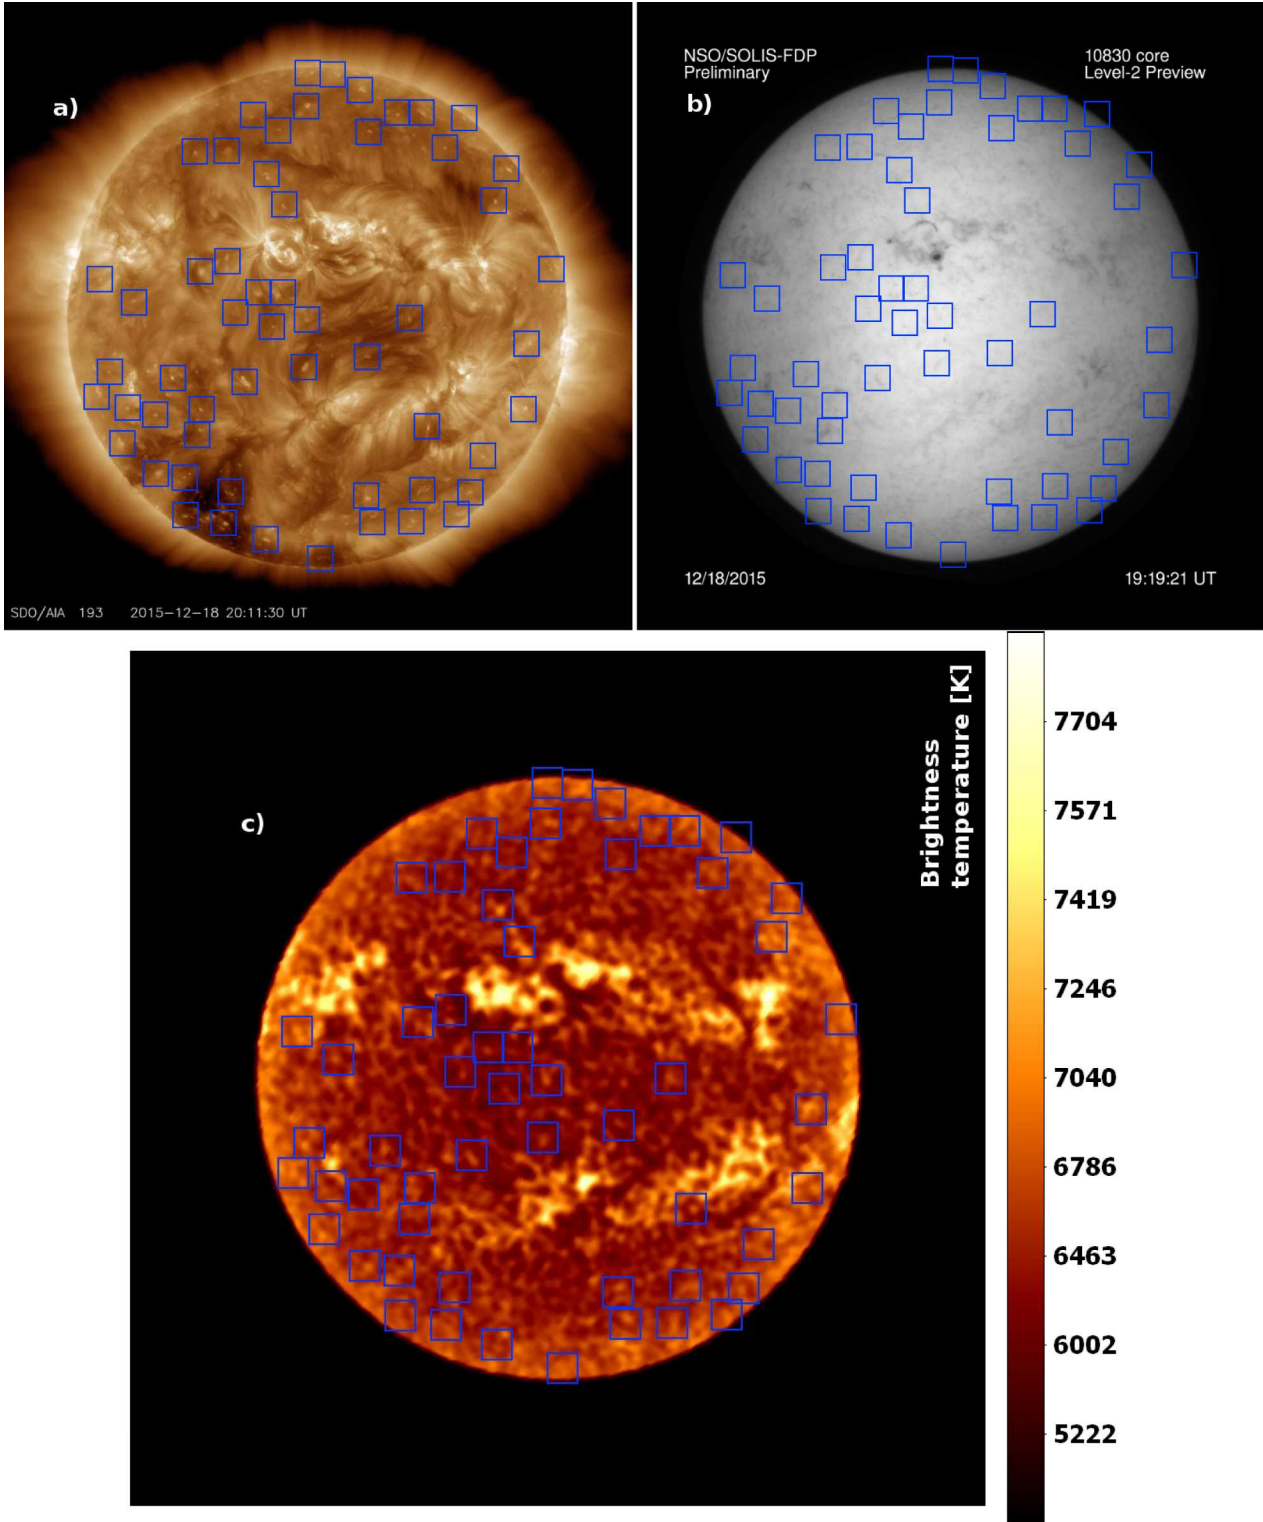 a)
SDO/AIA 193 2015-12-18 20:11:30 UT
NSO/SOLIS-FDP
Preliminary
10830 core
Level-2 Preview
b)
12/18/2015
19:19:21 UT
c)
Brightness
temperature [K]
7704
7571
7419
7246
7040
6786
6463
6002
5222